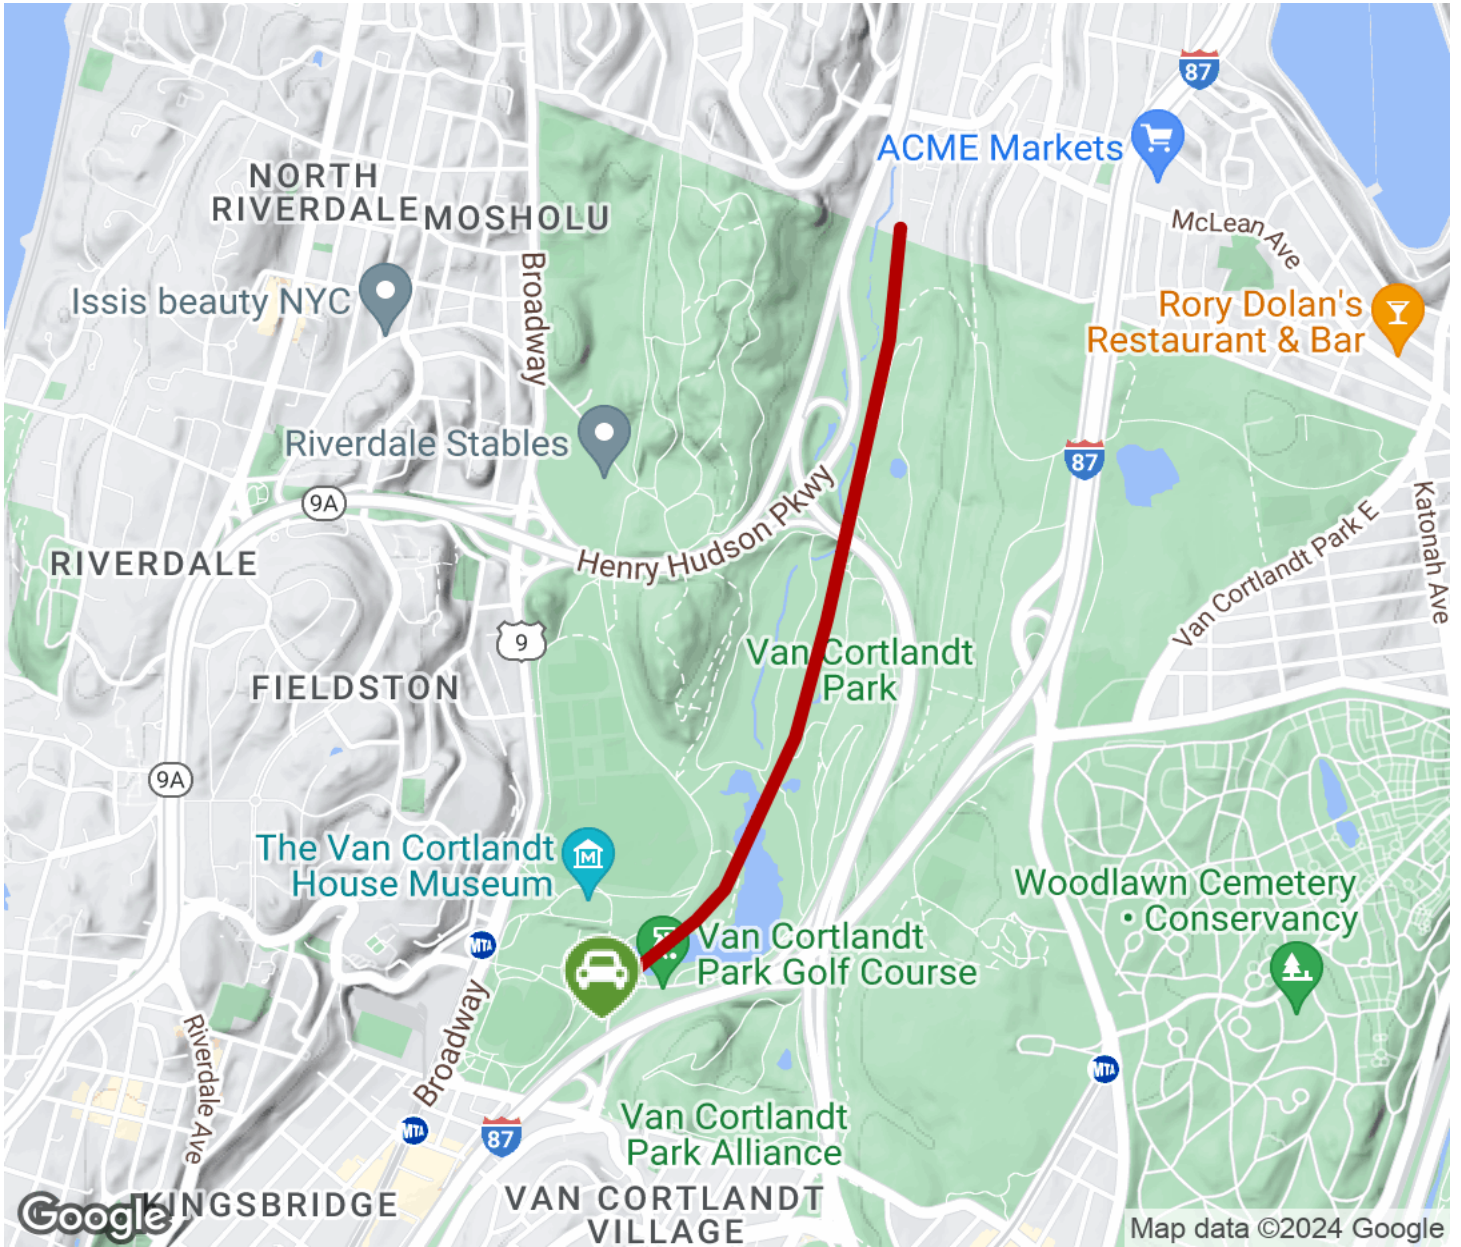 87
ACME Markets
NORTH
RIVERDALE
MOSHOLU
McLean Ave
Broadway
Issis beauty NYC
Rory Dolan's
Restaurant & Bar
Riverdale Stables
87
9A
Henry Hudson Pkwy
Katonah Ave
Van Cortlandt Park E
RIVERDALE
9
Van Cortlandt
Park
FIELDSTON
9A
The Van Cortlandt
House Museum
Woodlawn Cemetery
• Conservancy
Van Cortlandt
Park Golf Course
MTA
Broadway
Riverdale Ave
MTA
MTA
87
Van Cortlandt
Park Alliance
KINGSBRIDGE
VAN CORTLANDT
VILLAGE
Google
Map data ©2024 Google